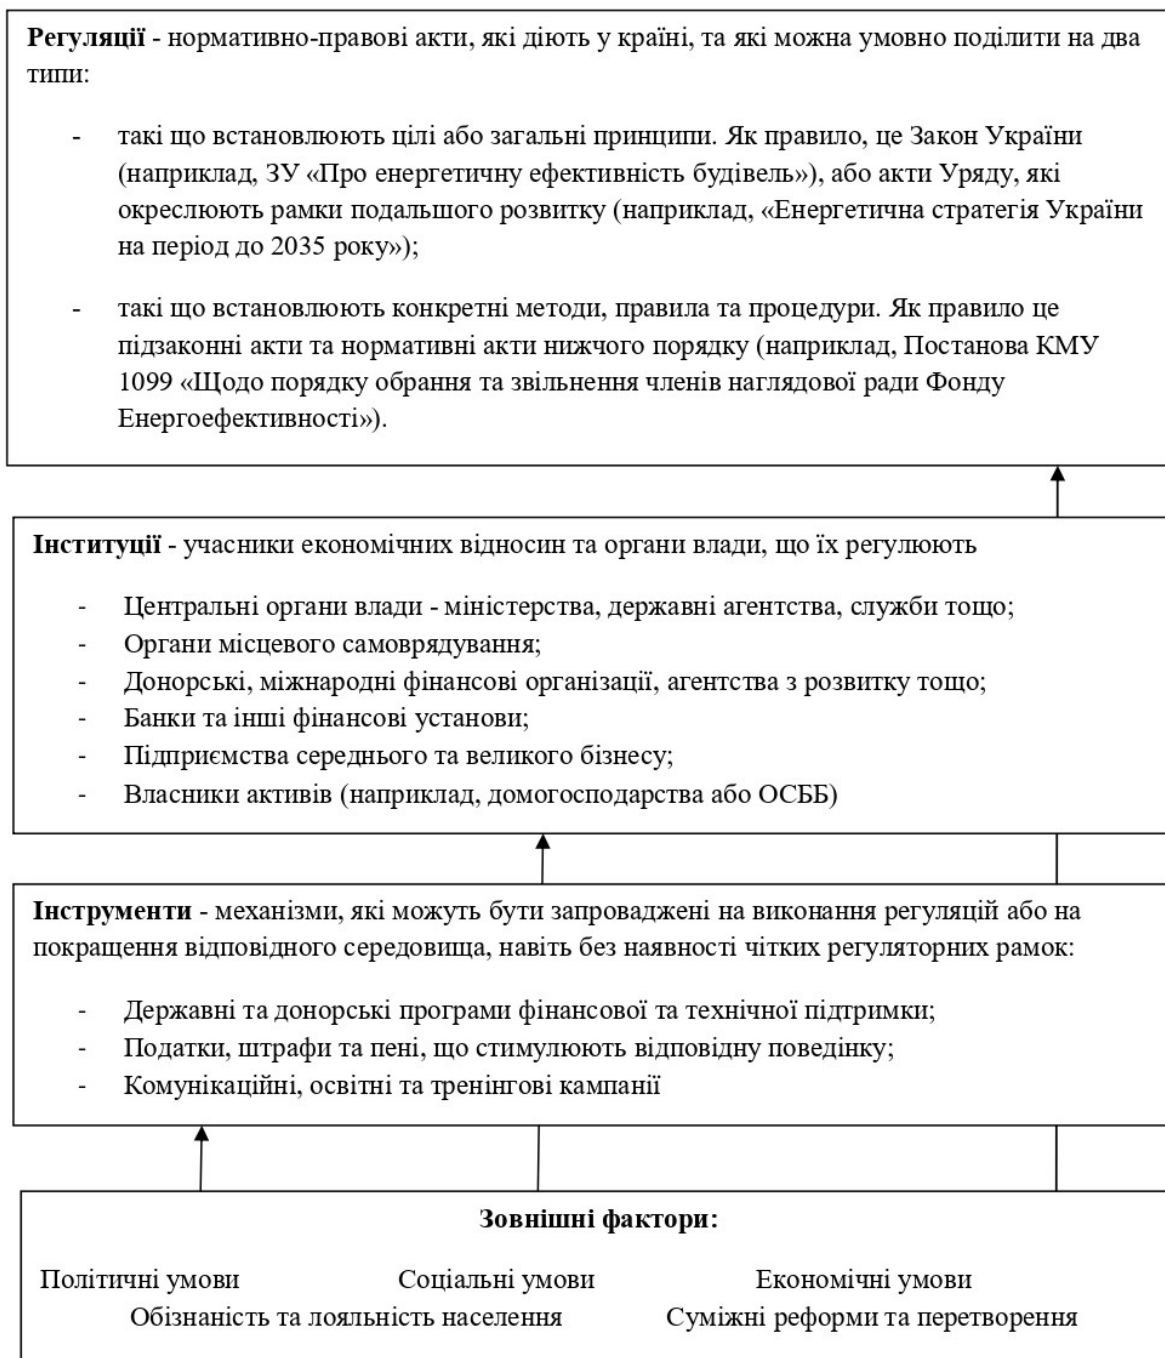 Регуляції - нормативно-правові акти, які діють у країні, та які можна умовно поділити на два
типи:
- такі що встановлюють цілі або загальні принципи. Як правило, це Закон України
(наприклад, ЗУ «Про енергетичну ефективність будівель»), або акти Уряду, які
окреслюють рамки подальшого розвитку (наприклад, «Енергетична стратегія України
на період до 2035 року»);
- такі що встановлюють конкретні методи, правила та процедури. Як правило це
підзаконні акти та нормативні акти нижчого порядку (наприклад, Постанова КМУ
1099 «Щодо порядку обрання та звільнення членів наглядової ради Фонду
Енергоефективності»).
Інституції - учасники економічних відносин та органи влади, що їх регулюють
- Центральні органи влади - міністерства, державні агентства, служби тощо;
- Органи місцевого самоврядування;
- Донорські, міжнародні фінансові організації, агентства з розвитку тощо;
- Банки та інші фінансові установи;
- Підприємства середнього та великого бізнесу;
- Власники активів (наприклад, домогосподарства або ОСББ)
Інструменти - механізми, які можуть бути запроваджені на виконання регуляцій або на
покращення відповідного середовища, навіть без наявності чітких регуляторних рамок:
- Державні та донорські програми фінансової та технічної підтримки;
- Податки, штрафи та пені, що стимулюють відповідну поведінку;
- Комунікаційні, освітні та тренінгові кампанії
Зовнішні фактори:
Політичні умови Соціальні умови Економічні умови
Обізнаність та лояльність населення Суміжні реформи та перетворення